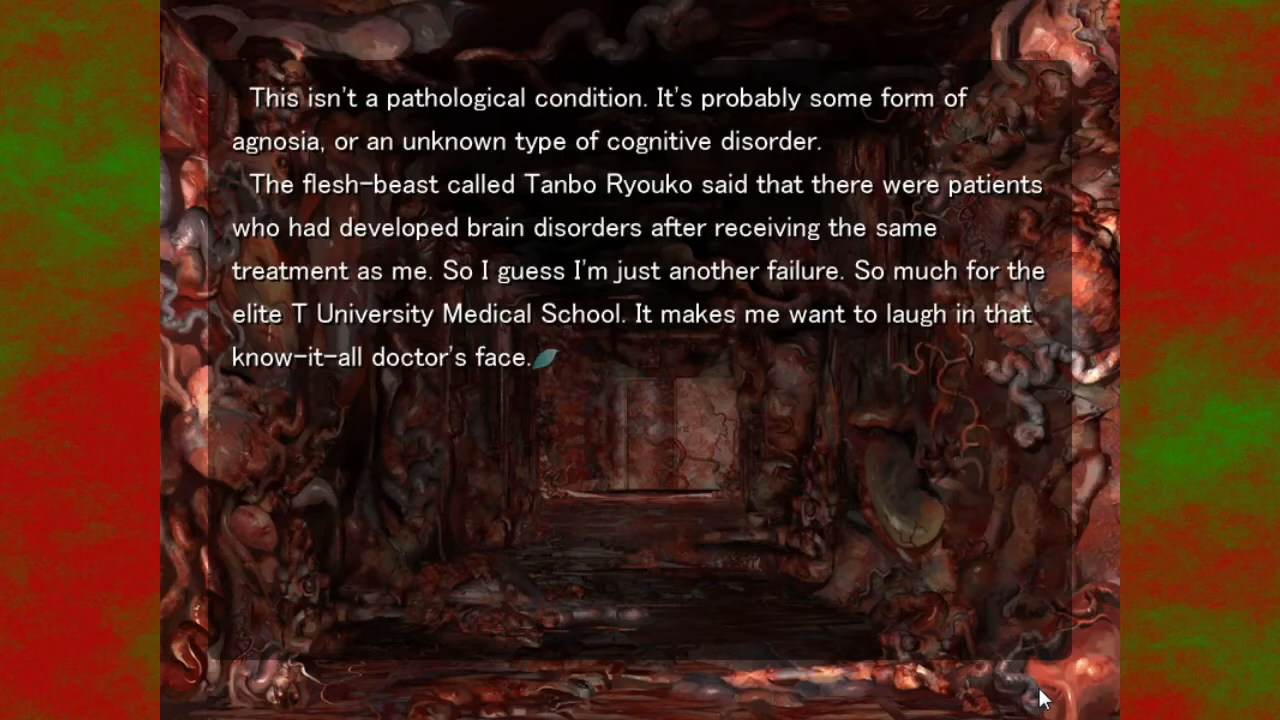 This isn't a pathological condition. It's probably some form of
agnosia, or an unknown type of cognitive disorder.
The flesh-beast called Tanbo Ryouko said that there were patients
who had developed brain disorders after receiving the same
treatment as me. So I guess I'm just another failure. So much for the
elite T University Medical School. It makes me want to laugh in that
know-it-all doctor's face.